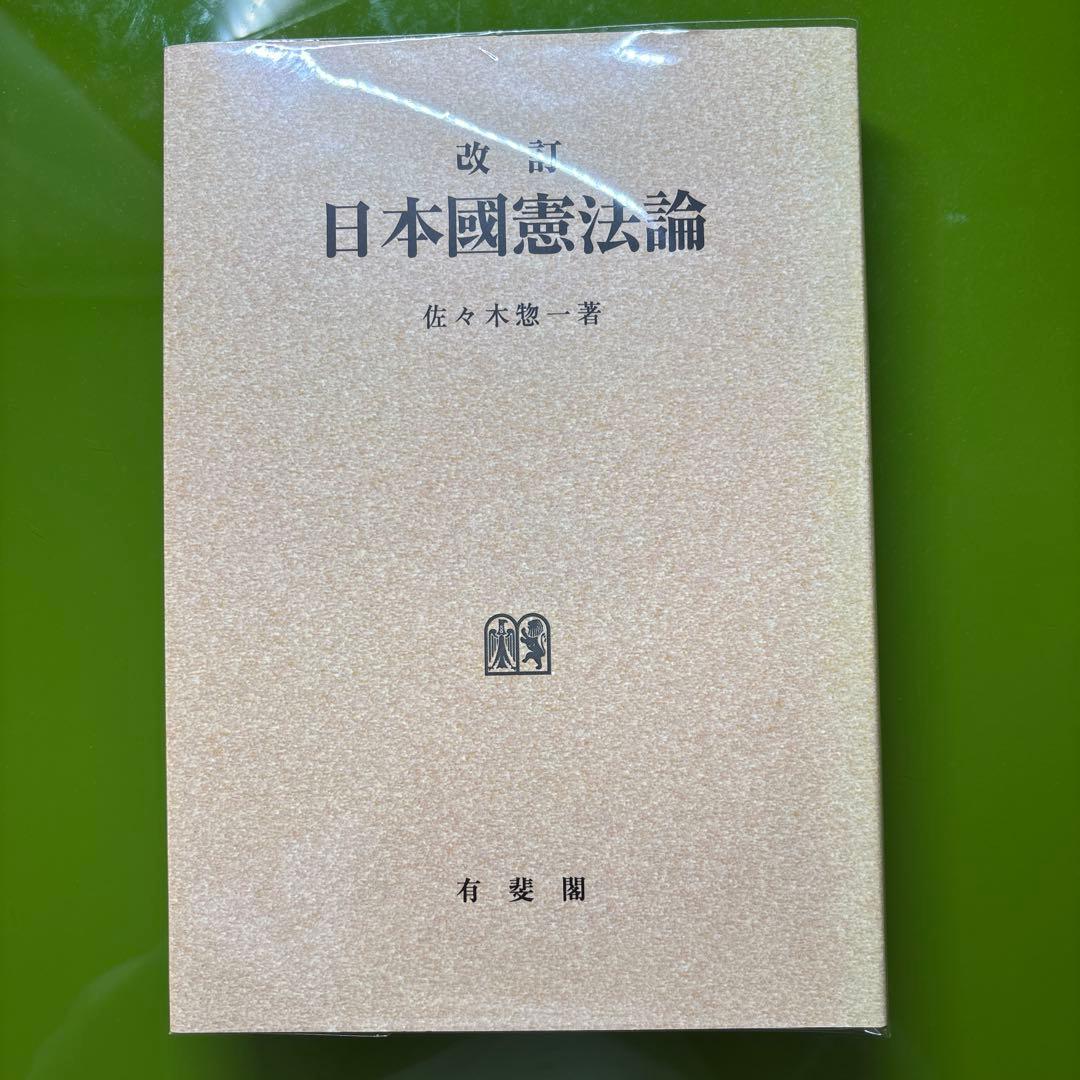 改訂
日本國憲法論
佐々木惣一著
有斐閣